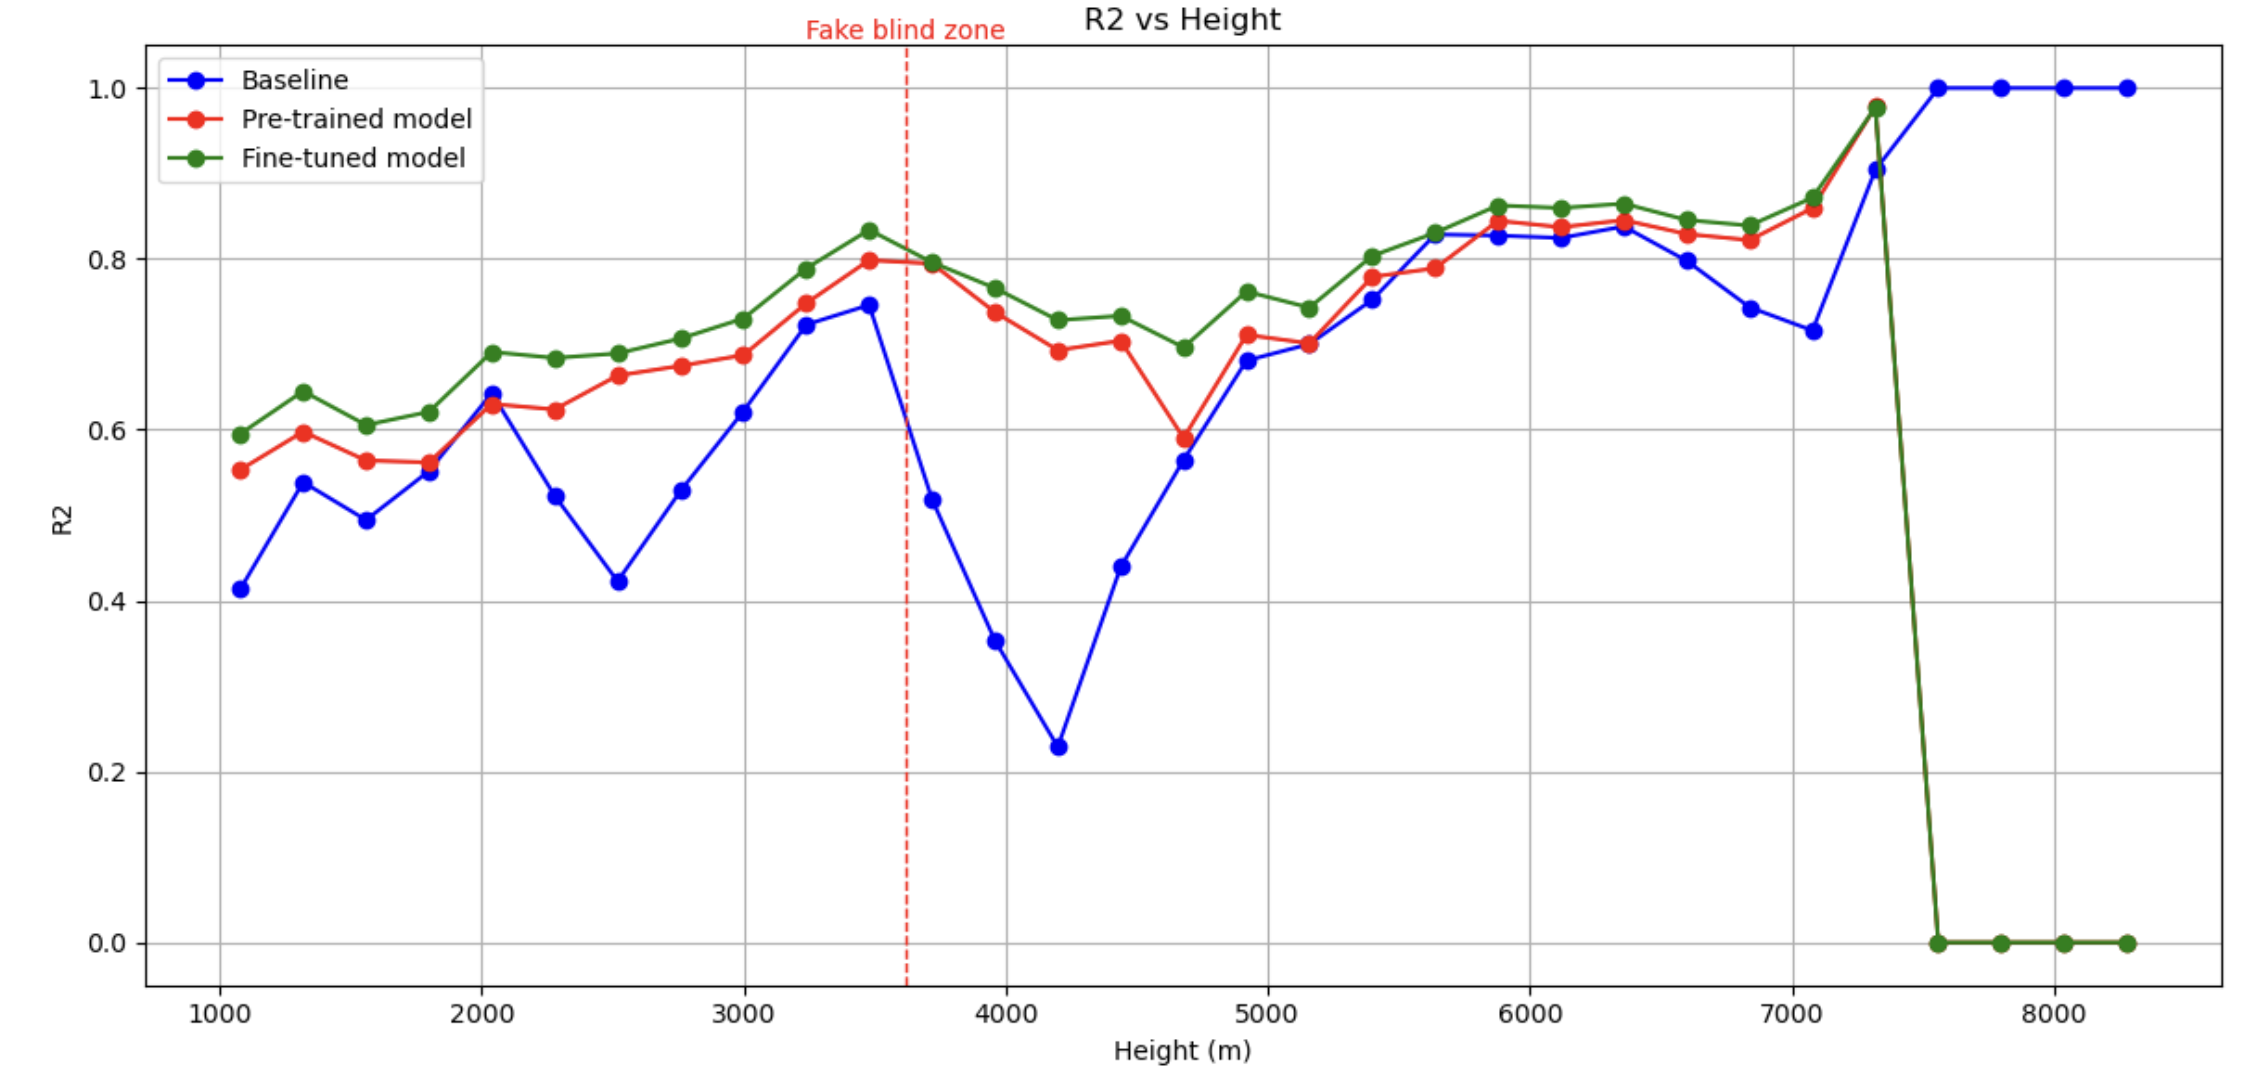 Fake blind zone
R2 vs Height
Baseline
Pre-trained model
Fine-tuned model
1.0
0.8
0.6
0.4
0.2
0.0
R2
1000
2000
3000
4000
5000
6000
7000
8000
Height (m)